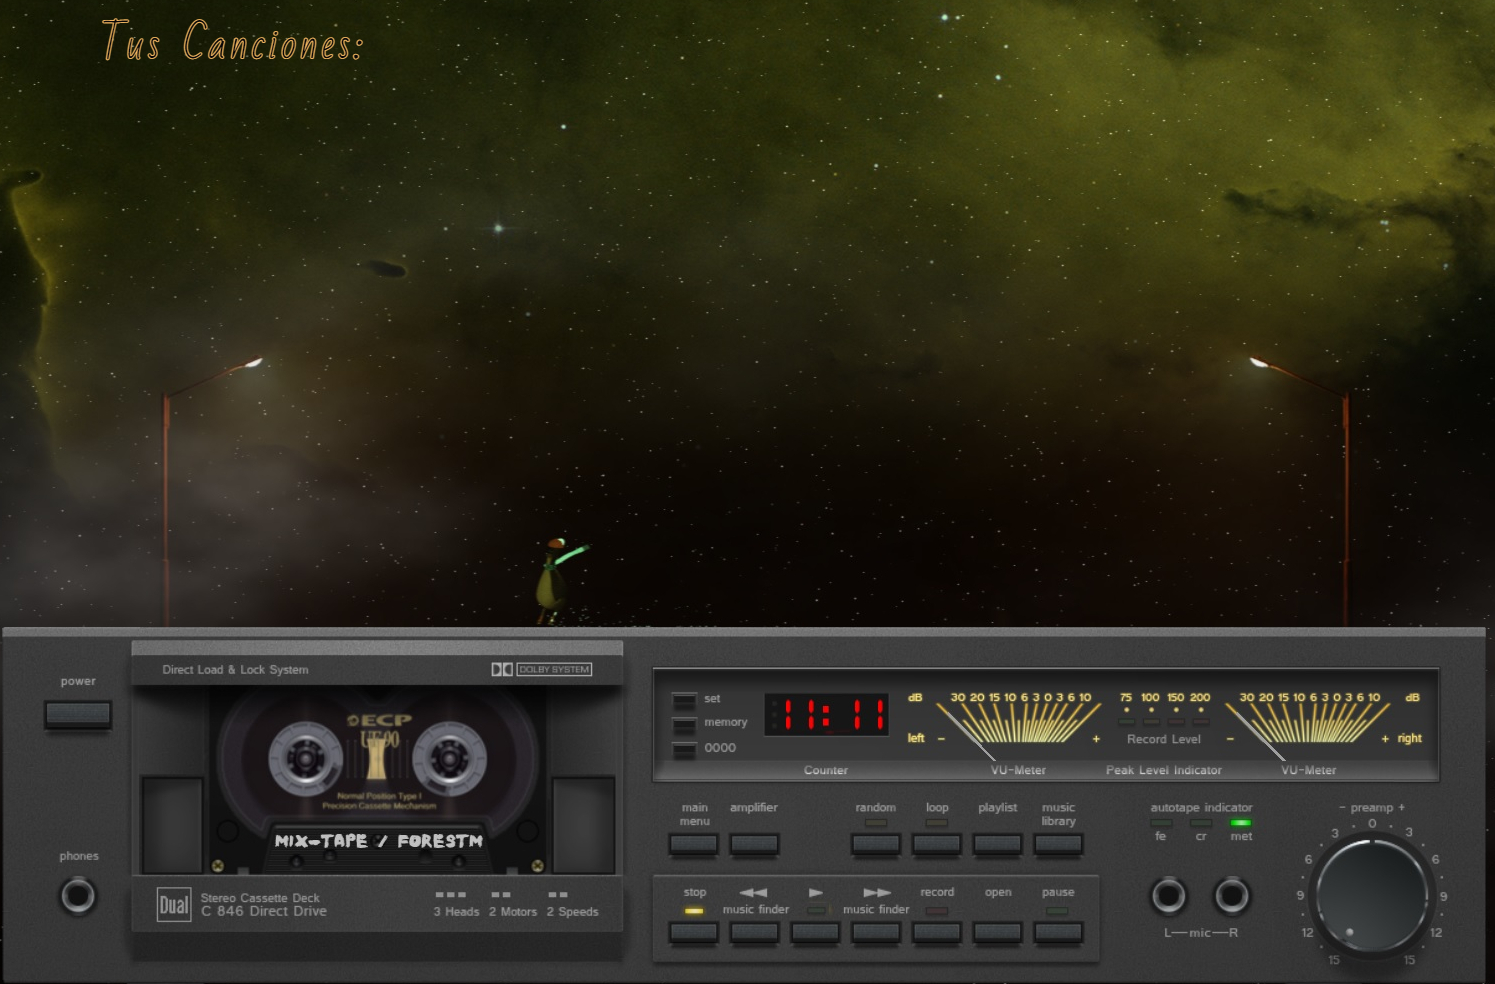 Tus Canciones:
power
Direct Load & Lock System
DOLBY SYSTEM
ECP
UF 90
Normal Position Type I
Precision Cassette Mechanism
MIX-TAPE / FORESTM
phones
Dual
Stereo Cassette Deck
C 846 Direct Drive
3 Heads 2 Motors 2 Speeds
set
memory
0000
11:11
Counter
dB 30 20 15 10 6 3 0 3 6 10
left - +
VU-Meter
75 100 150 200
Record Level
Peak Level Indicator
30 20 15 10 6 3 0 3 6 10 dB
- + right
VU-Meter
main menu
amplifier
random
loop
playlist
music library
autotape indicator
fe cr met
- preamp +
3 0 3
6 6
9 9
12 12
15 15
stop
music finder
music finder
record
open
pause
L mic R